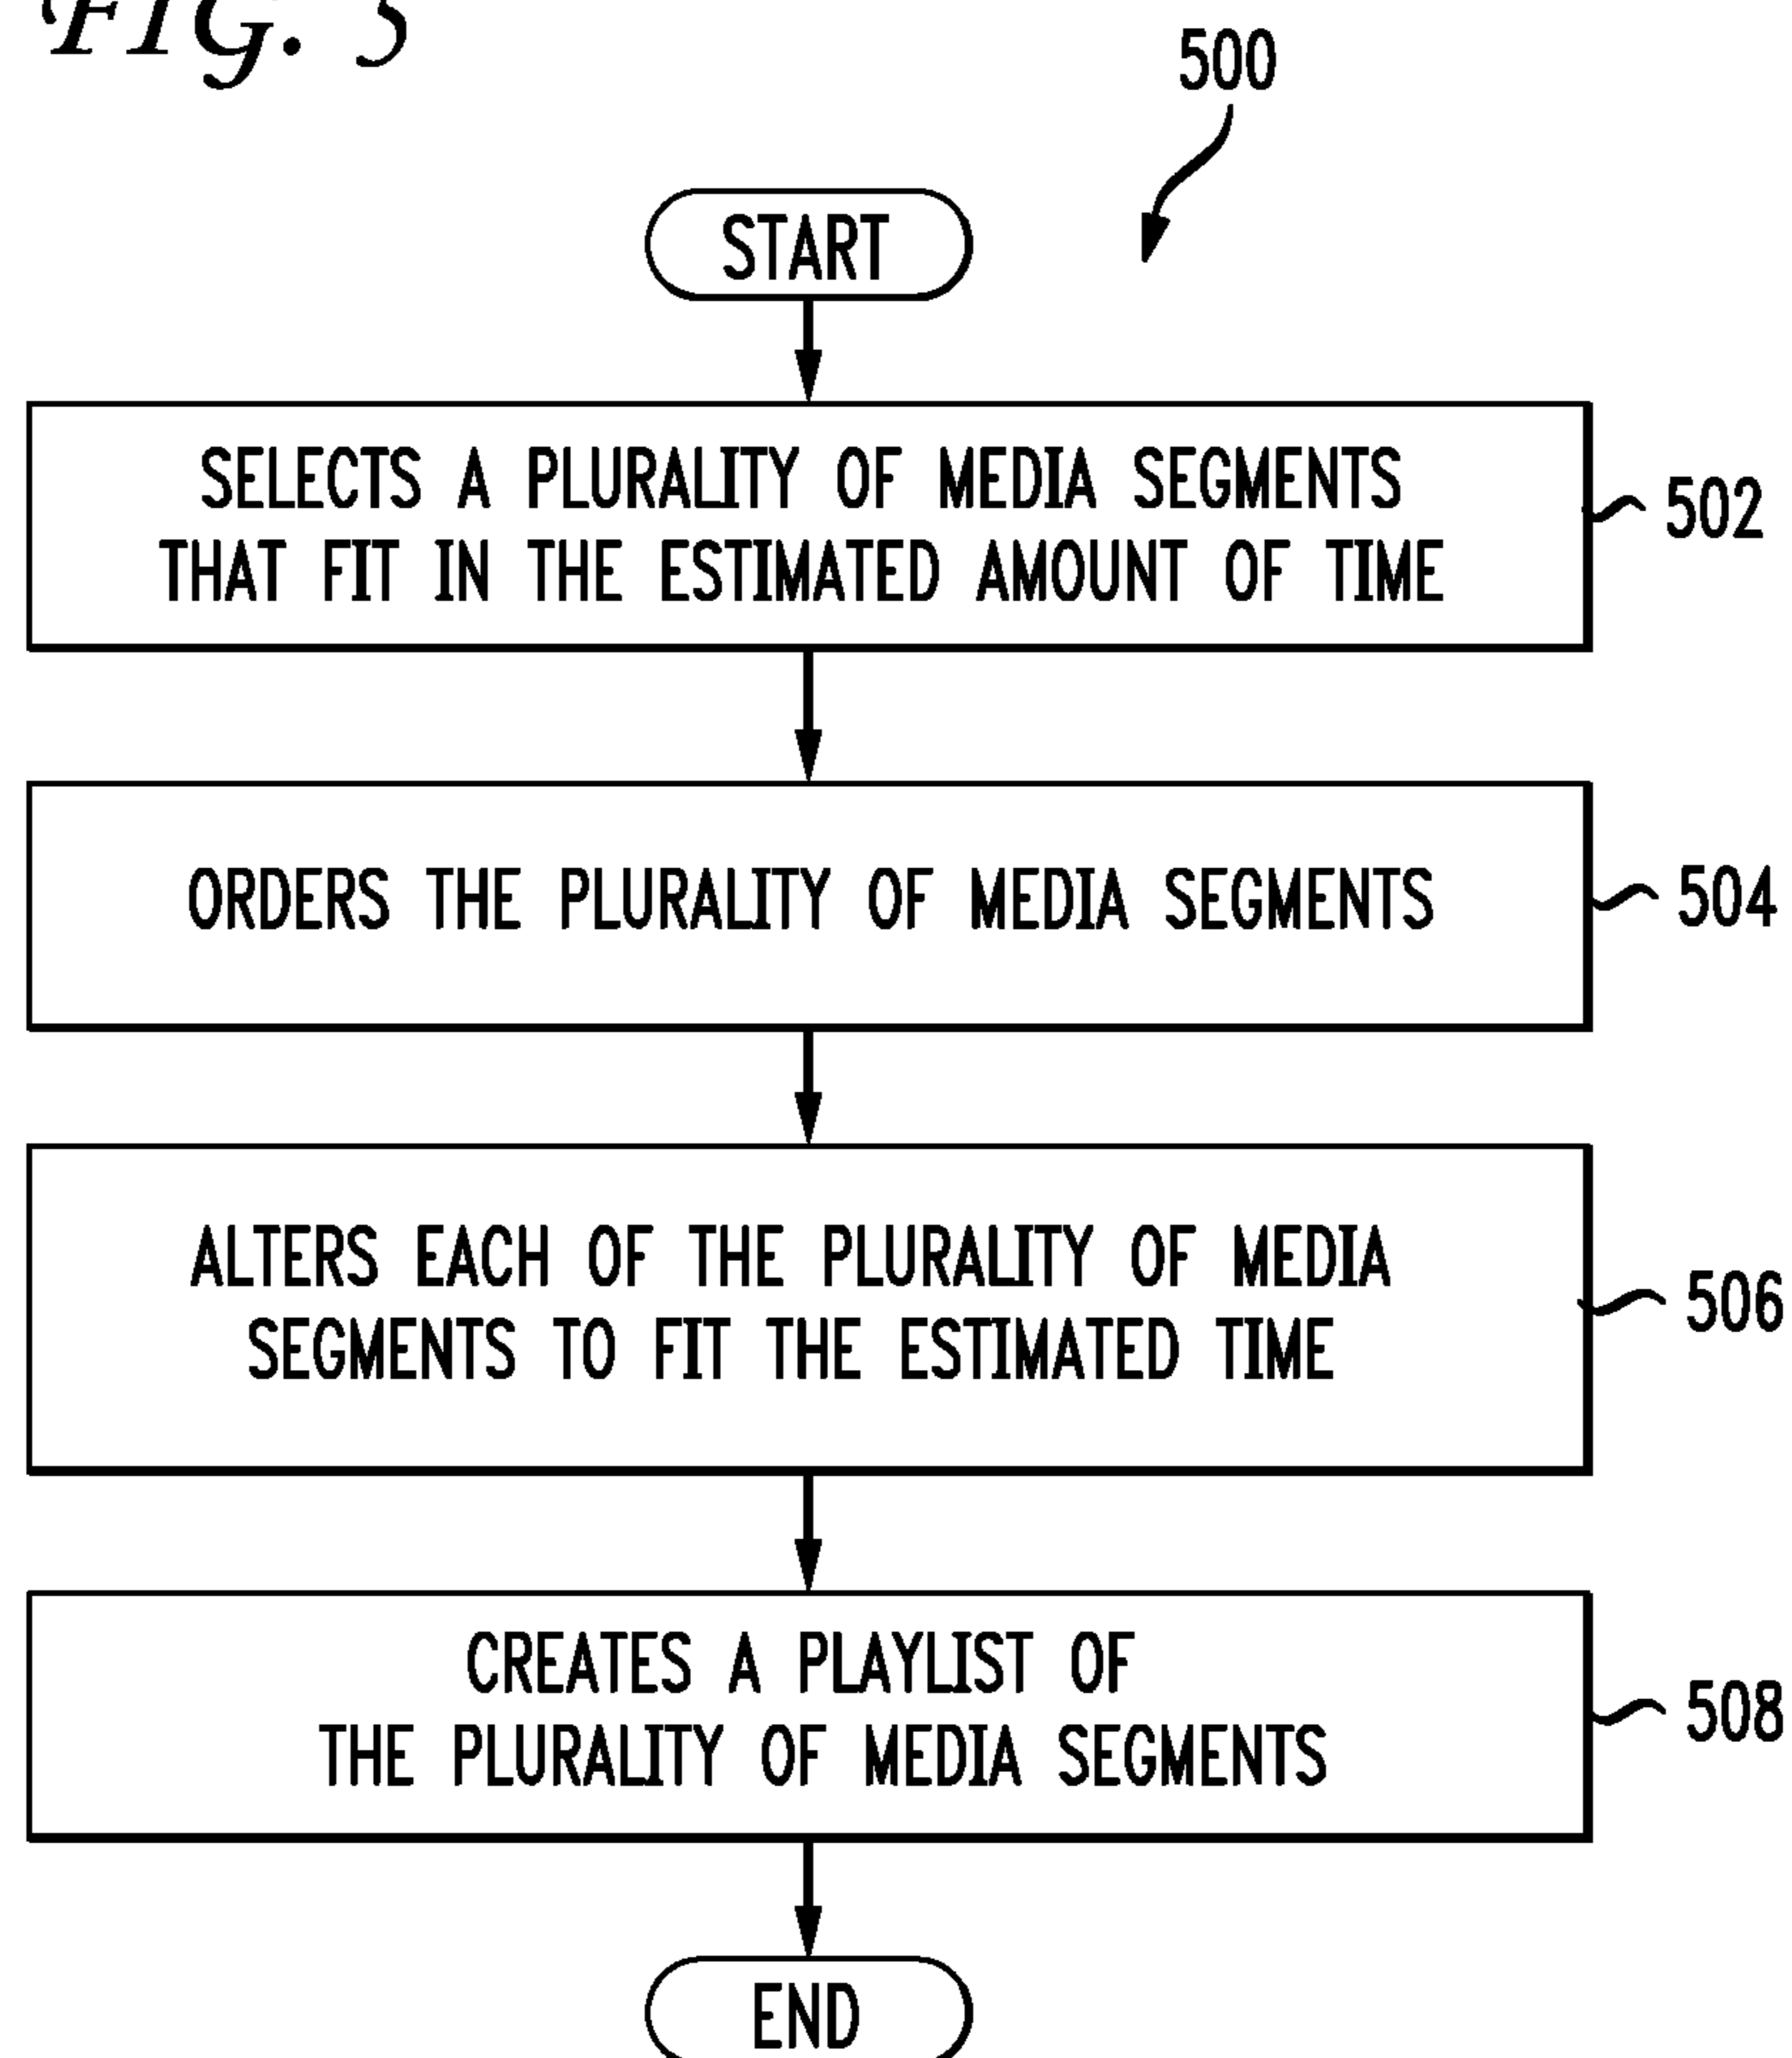 FIG. 5
500
START
SELECTS A PLURALITY OF MEDIA SEGMENTS
THAT FIT IN THE ESTIMATED AMOUNT OF TIME
502
ORDERS THE PLURALITY OF MEDIA SEGMENTS
504
ALTERS EACH OF THE PLURALITY OF MEDIA
SEGMENTS TO FIT THE ESTIMATED TIME
506
CREATES A PLAYLIST OF
THE PLURALITY OF MEDIA SEGMENTS
508
END